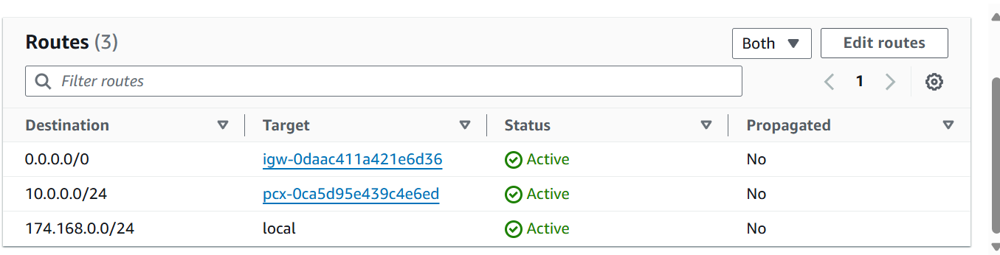 Routes (3)
Both
Edit routes
Filter routes
1
Destination Target Status Propagated
0.0.0.0/0 igw-0daac411a421e6d36 Active No
10.0.0.0/24 pcx-0ca5d95e439c4e6ed Active No
174.168.0.0/24 local Active No